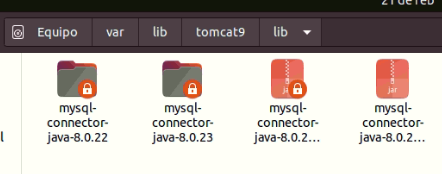 21 de feb
Equipo var lib tomcat9 lib
mysql-
connector-
java-8.0.22
mysql-
connector-
java-8.0.23
jar
mysql-
connector-
java-8.0.2...
jar
mysql-
connector-
java-8.0.2...